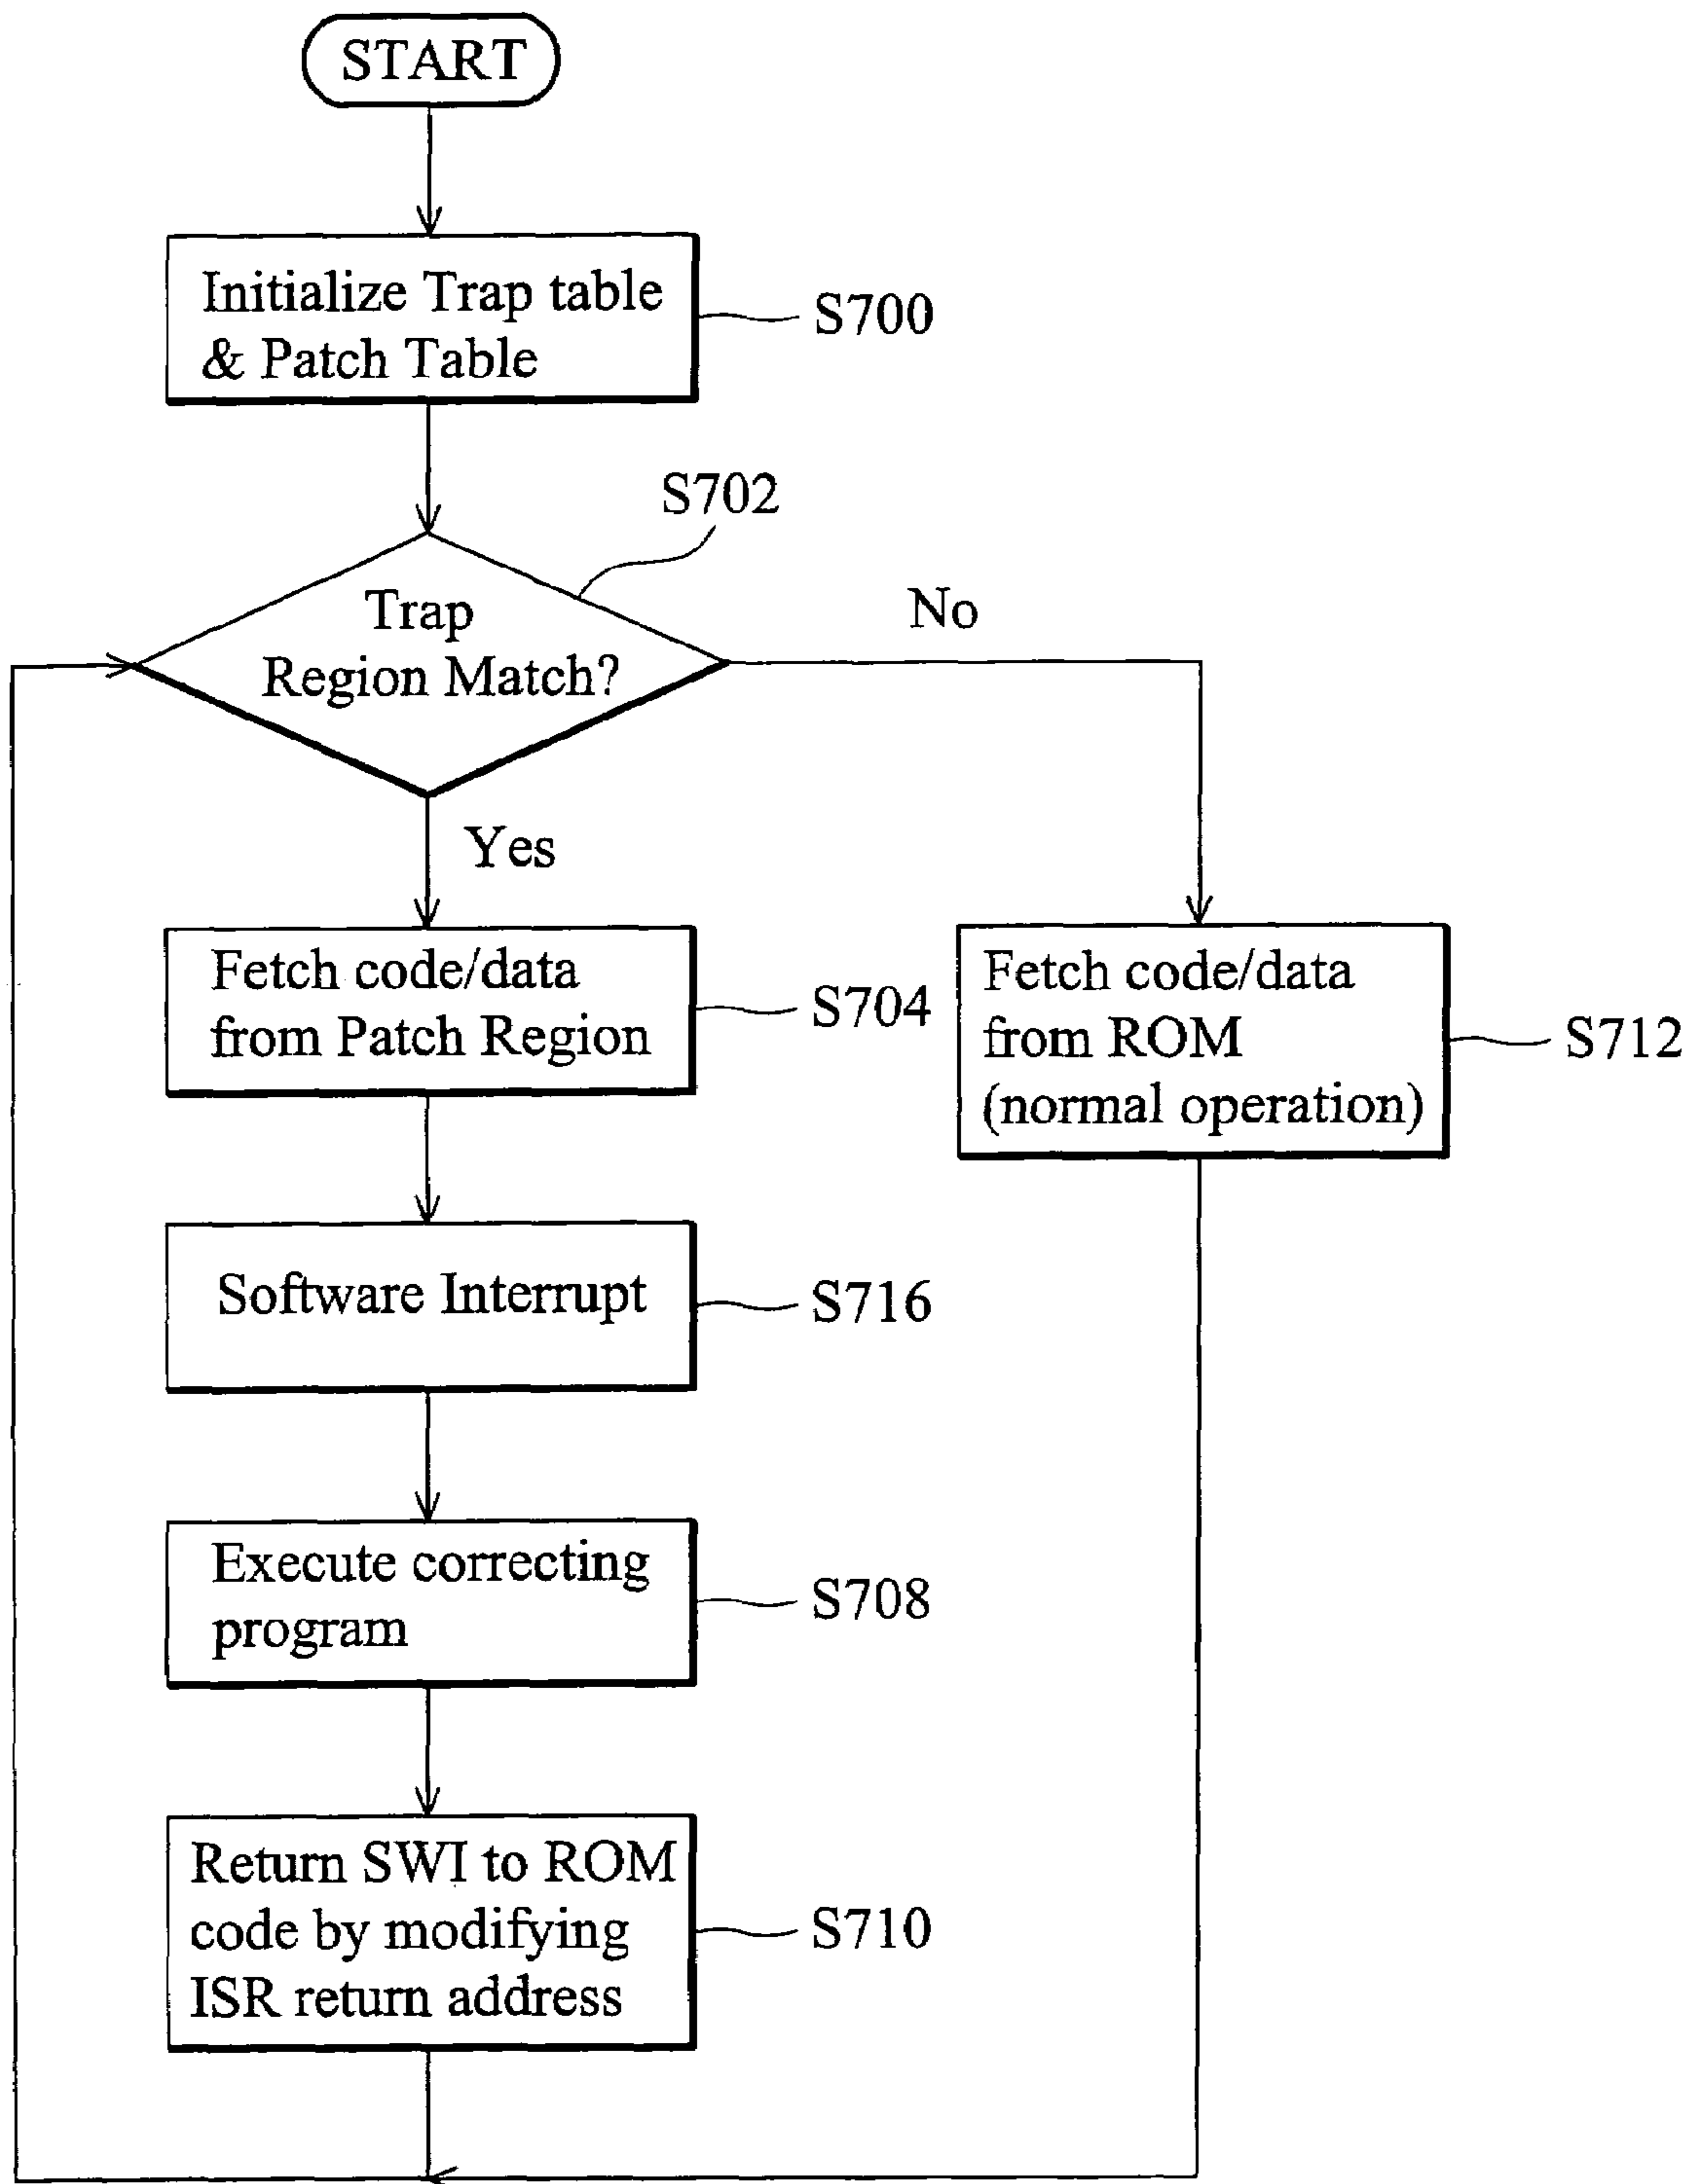 START
Initialize Trap table
& Patch Table
S700
S702
Trap
Region Match?
No
Yes
Fetch code/data
from Patch Region
S704
Fetch code/data
from ROM
(normal operation)
S712
Software Interrupt
S716
Execute correcting
program
S708
Return SWI to ROM
code by modifying
ISR return address
S710